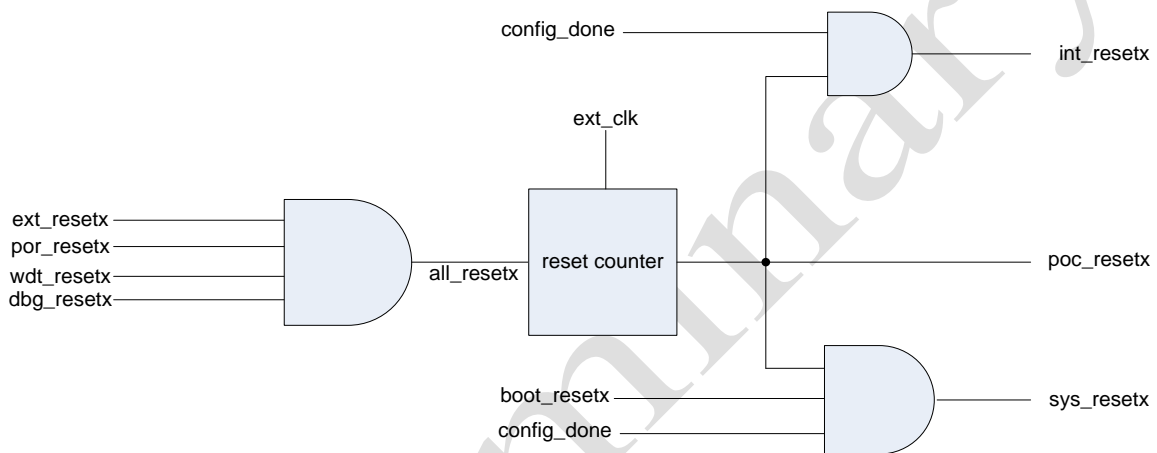 config_done
int_resetx
ext_clk
ext_resetx
por_resetx
wdt_resetx
dbg_resetx
all_resetx
reset counter
poc_resetx
boot_resetx
config_done
sys_resetx